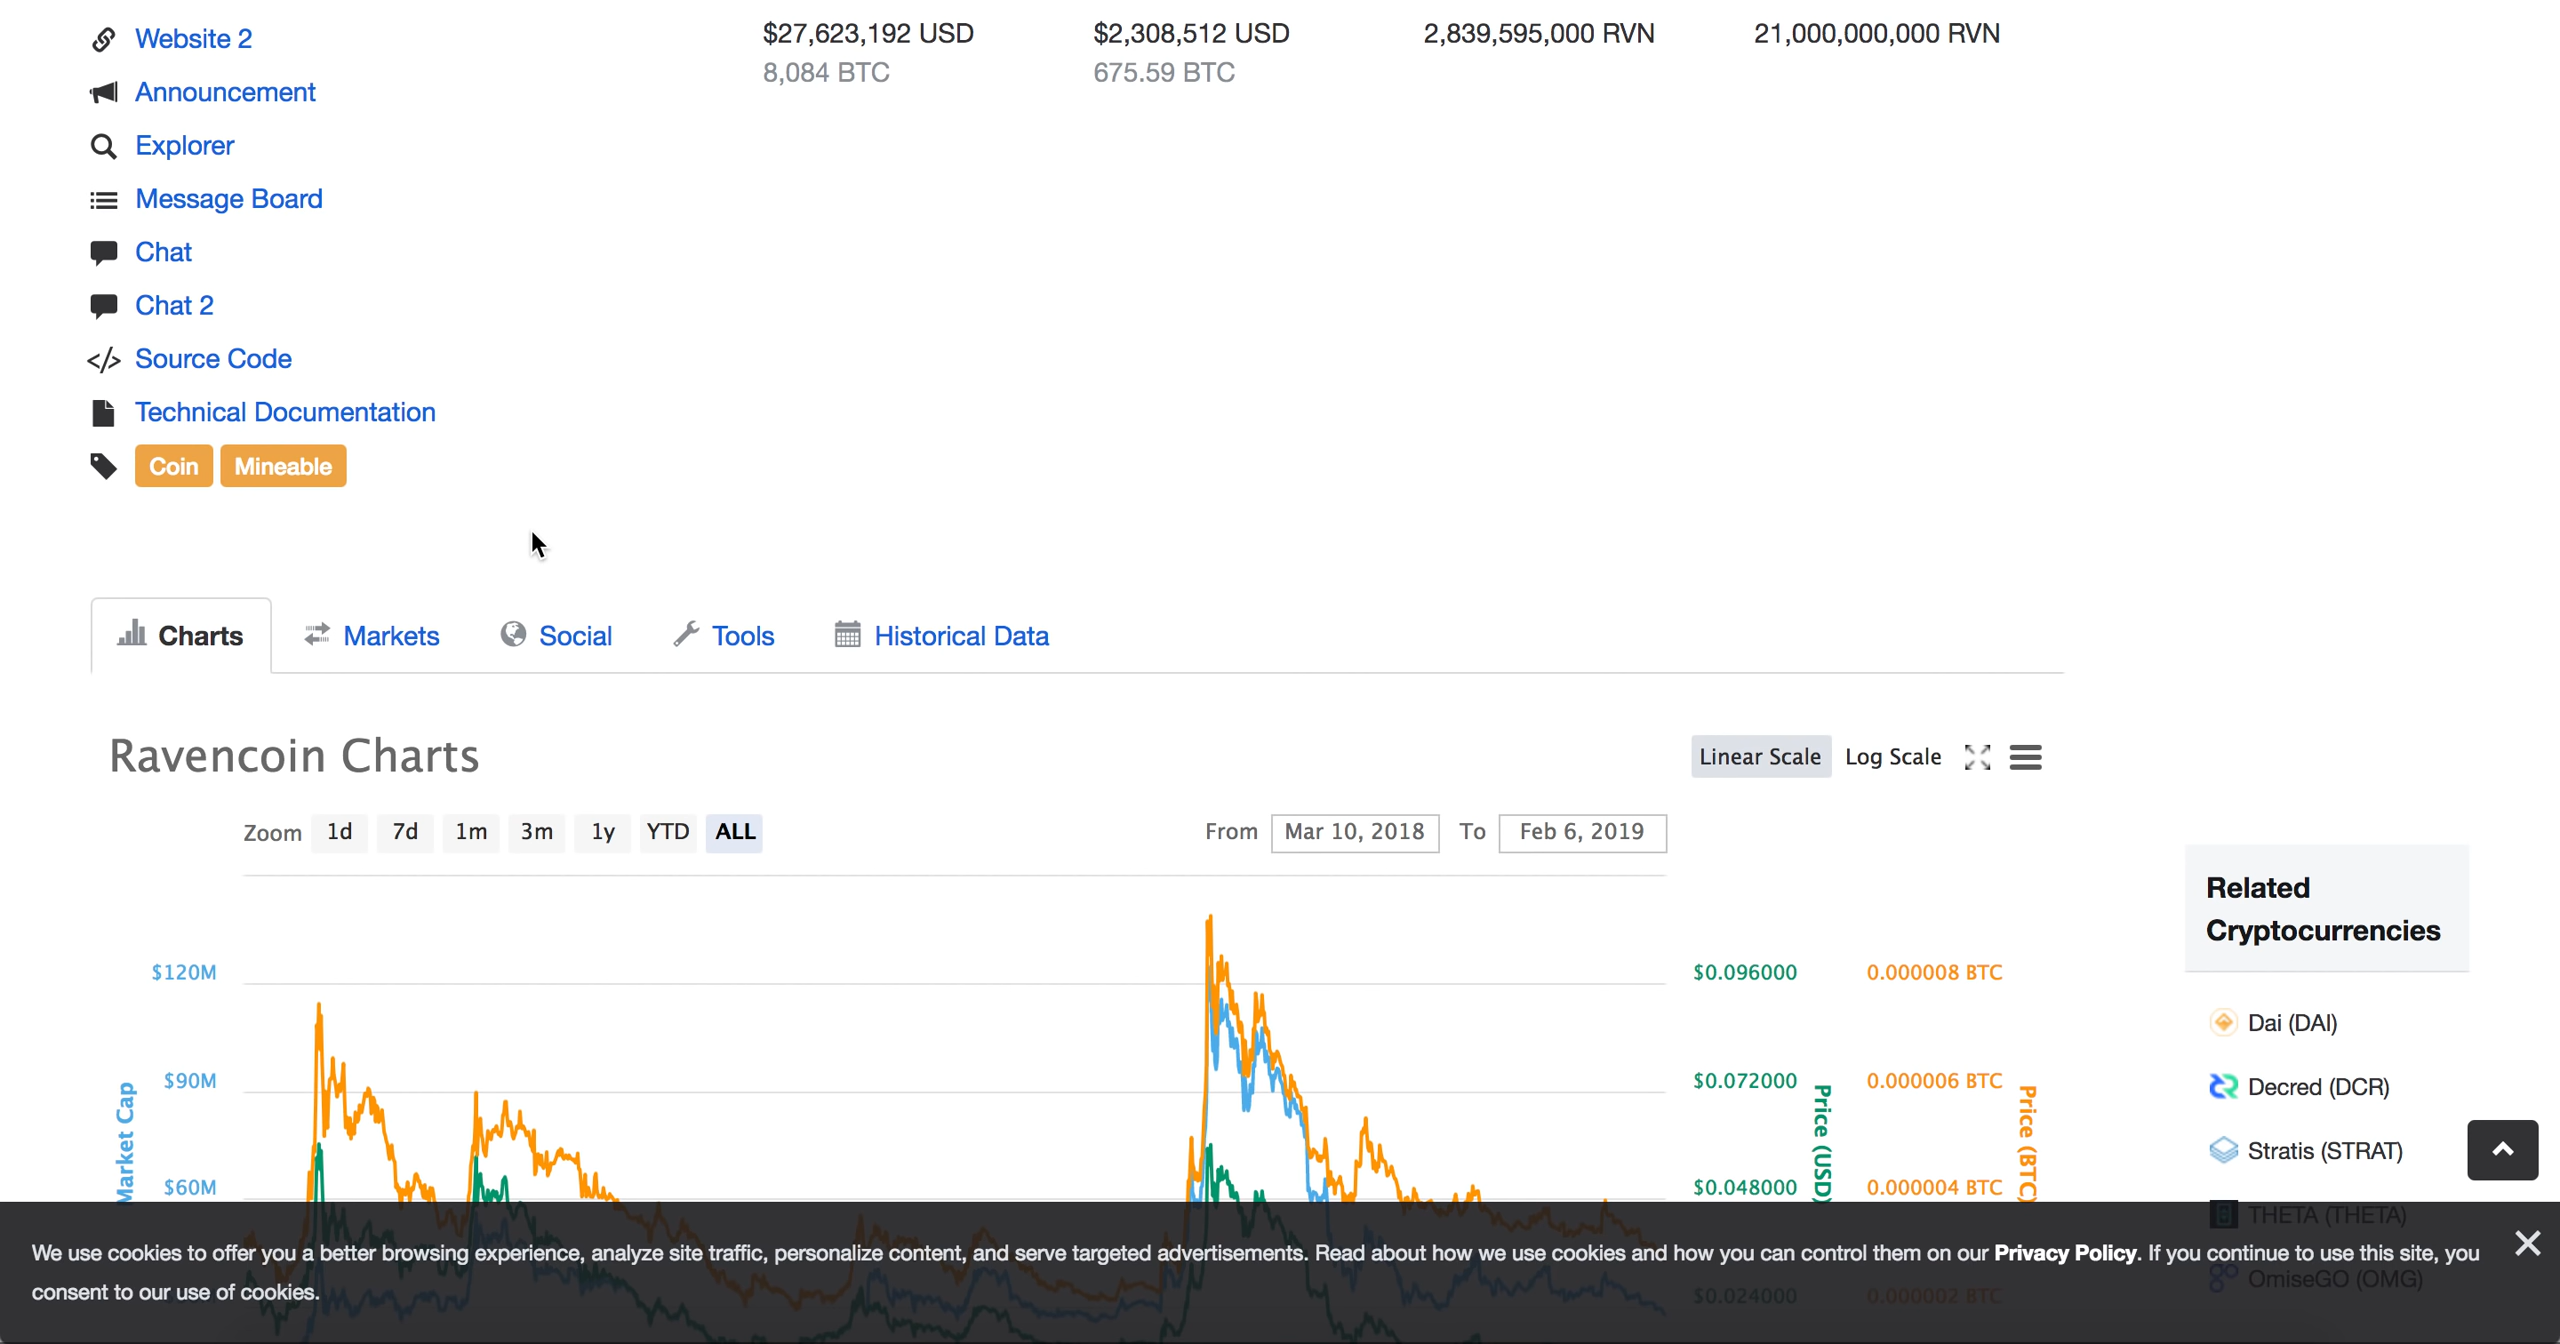 Website 2
$27,623,192 USD
8,084 BTC
$2,308,512 USD
675.59 BTC
2,839,595,000 RVN
21,000,000,000 RVN
Announcement
Explorer
Message Board
Chat
Chat 2
Source Code
Technical Documentation
Coin
Mineable
Charts
Markets
Social
Tools
Historical Data
Ravencoin Charts
Linear Scale
Log Scale
Zoom 1d 7d 1m 3m 1y YTD ALL
From Mar 10, 2018 To Feb 6, 2019
$120M
$90M
$60M
Market Cap
$0.096000
$0.072000
$0.048000
$0.024000
Price (USD)
0.000008 BTC
0.000006 BTC
0.000004 BTC
0.000002 BTC
Price (BTC)
Related
Cryptocurrencies
Dai (DAI)
Decred (DCR)
Stratis (STRAT)
THETA (THETA)
OmiseGO (OMG)
We use cookies to offer you a better browsing experience, analyze site traffic, personalize content, and serve targeted advertisements. Read about how we use cookies and how you can control them on our Privacy Policy. If you continue to use this site, you
consent to our use of cookies.